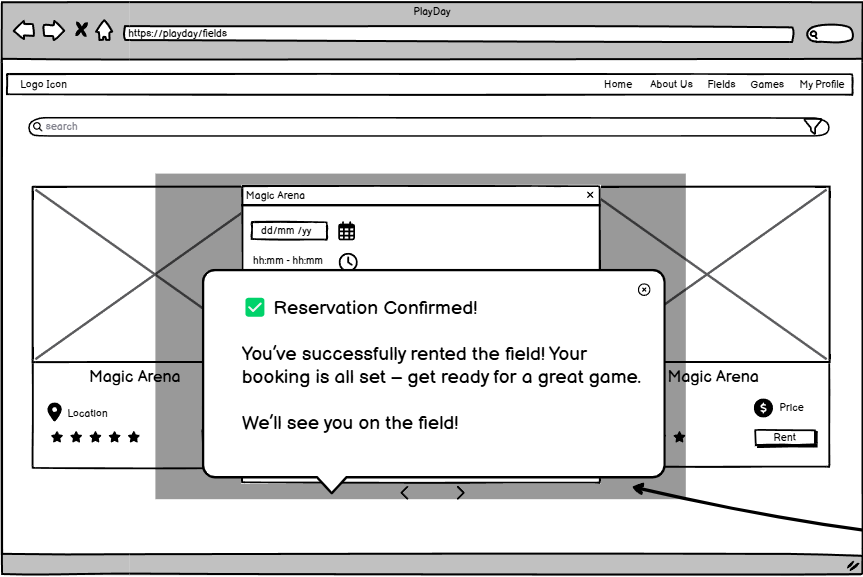 PlayDay
https://playday/fields
Logo Icon
Home About Us Fields Games My Profile
search
Magic Arena
dd/mm /yy
hh:mm - hh:mm
✅ Reservation Confirmed!
You've successfully rented the field! Your
booking is all set – get ready for a great game.
We'll see you on the field!
Magic Arena
Location
Magic Arena
Price
Rent